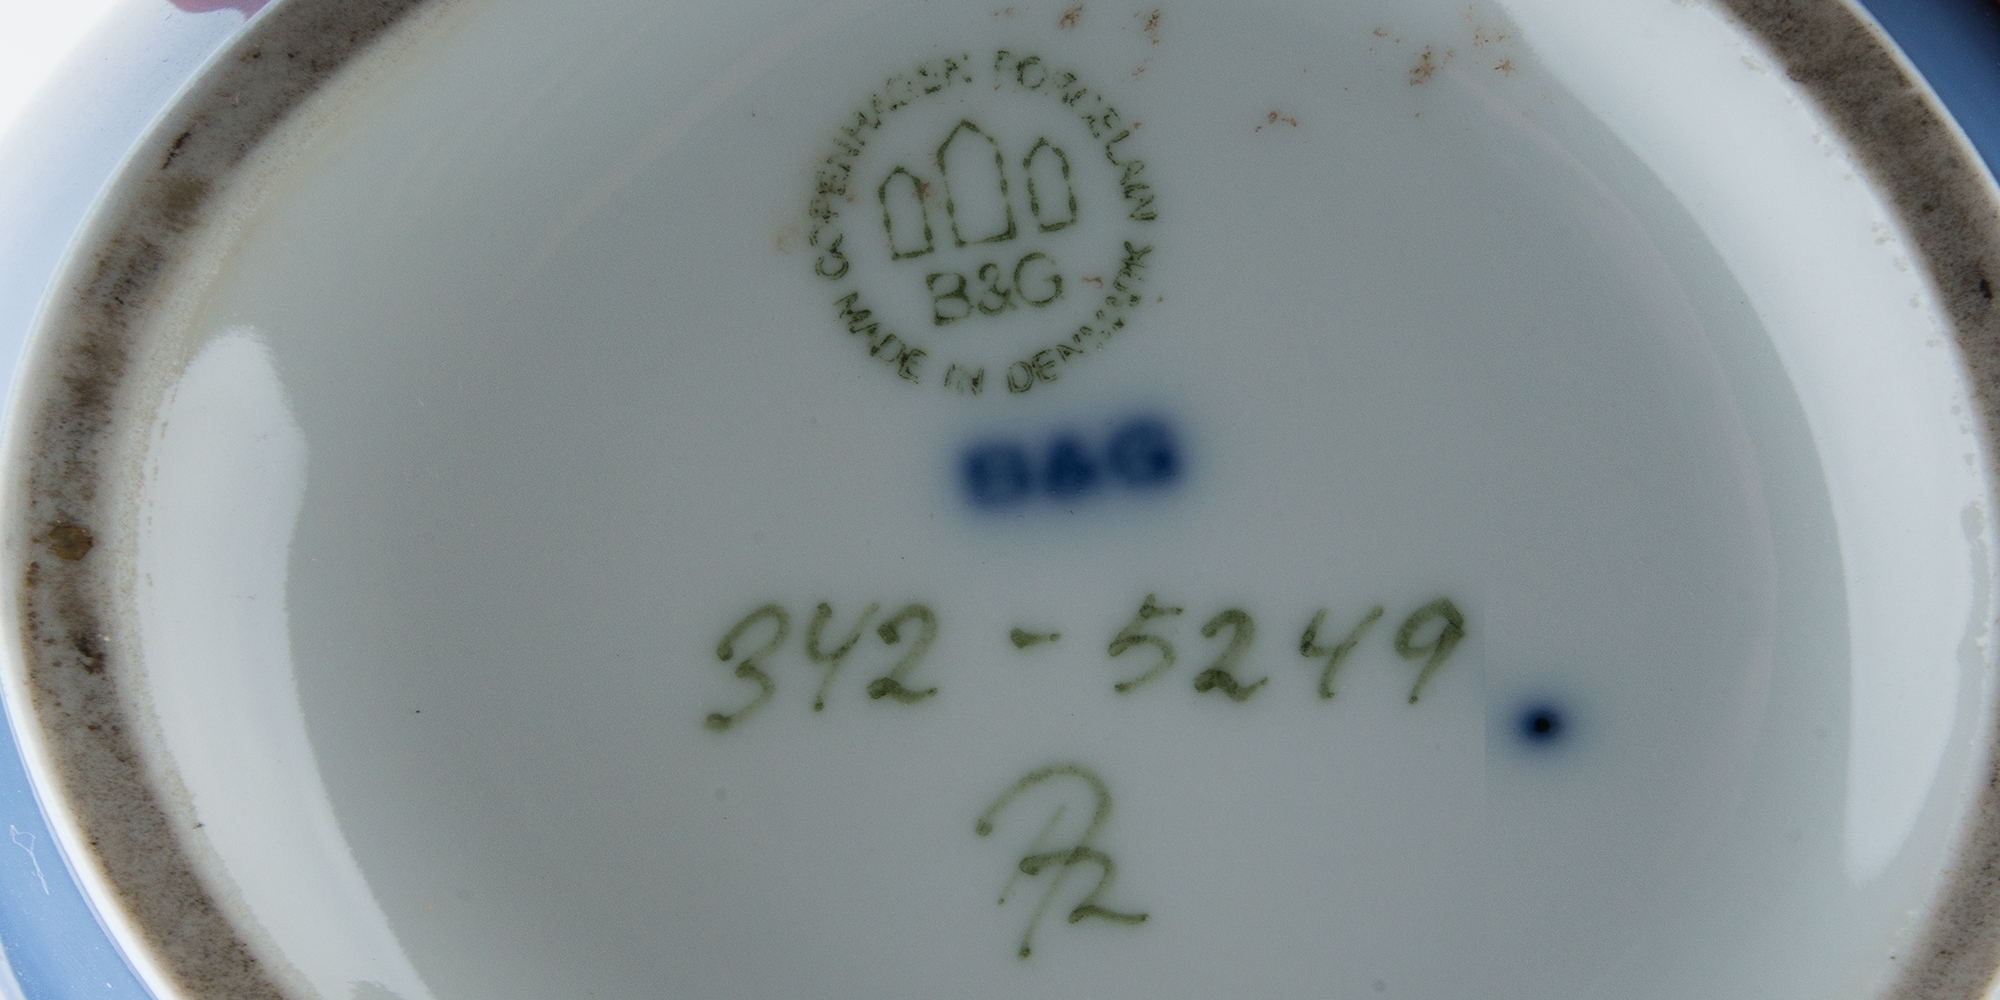 COPENHAGEN PORCELAIN
B&G
MADE IN DENMARK
B&G
342-5249